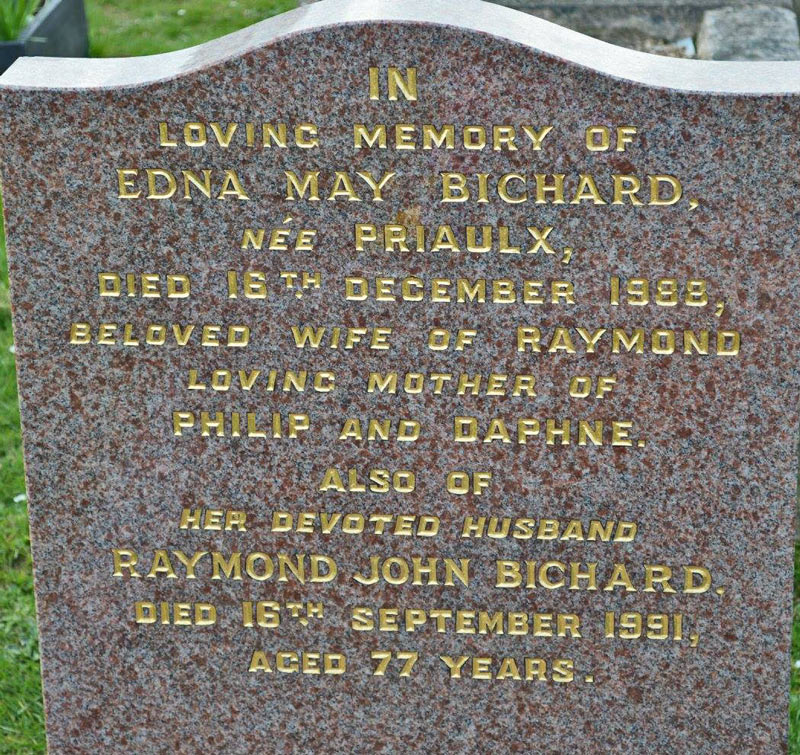 IN
LOVING MEMORY OF
EDNA MAY BICHARD,
NÉE PRIAULX,
DIED 16TH DECEMBER 1988,
BELOVED WIFE OF RAYMOND
LOVING MOTHER OF
PHILIP AND DAPHNE.
ALSO OF
HER DEVOTED HUSBAND
RAYMOND JOHN BICHARD.
DIED 16TH SEPTEMBER 1991,
AGED 77 YEARS.